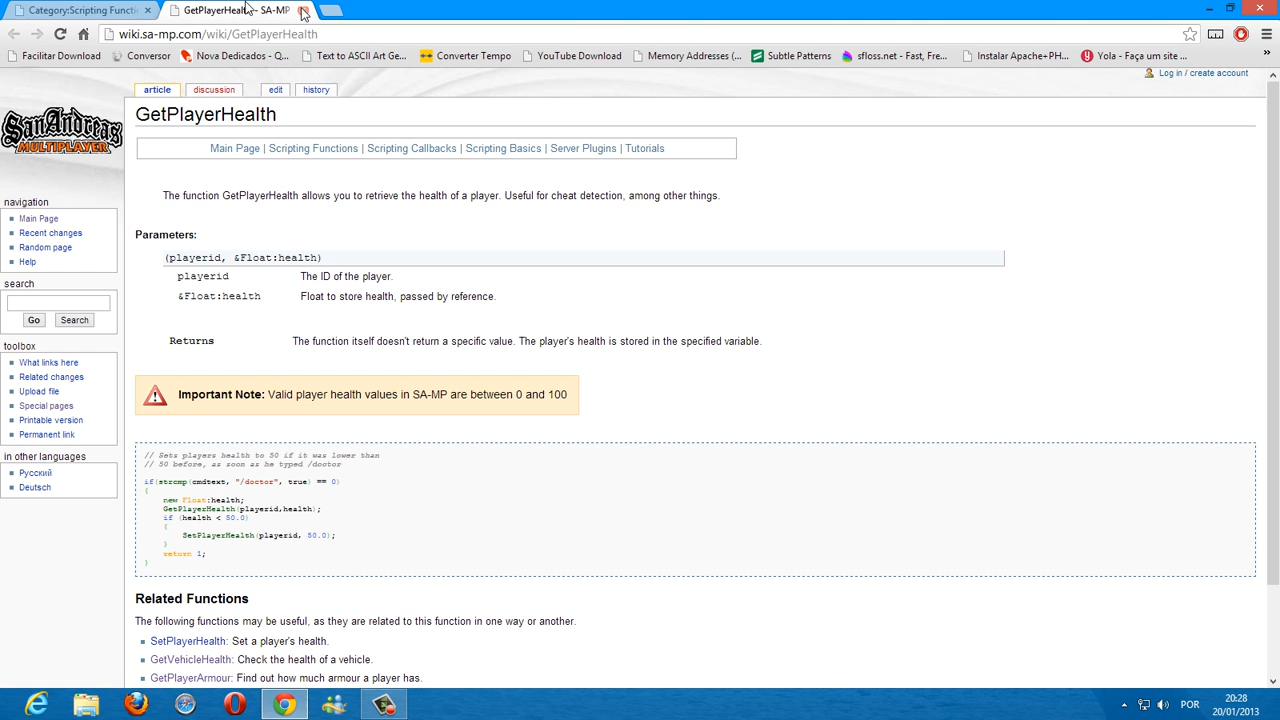 Category:Scripting Functi
GetPlayerHealth - SA-MP
wiki.sa-mp.com/wiki/GetPlayerHealth
Facilitar Download
Conversor
Nova Dedicados - Q...
Text to ASCII Art Ge...
Converter Tempo
YouTube Download
Memory Addresses (...
Subtle Patterns
sfloss.net - Fast, Fre...
Instalar Apache+PH...
Yola - Faça um site ...
»
Log in / create account
article
discussion
edit
history
SanAndreas
MULTIPLAYER
GetPlayerHealth
Main Page | Scripting Functions | Scripting Callbacks | Scripting Basics | Server Plugins | Tutorials
The function GetPlayerHealth allows you to retrieve the health of a player. Useful for cheat detection, among other things.
navigation
Main Page
Recent changes
Random page
Help
search
Go
Search
toolbox
What links here
Related changes
Upload file
Special pages
Printable version
Permanent link
in other languages
Русский
Deutsch
Parameters:
(playerid, &Float:health)
playerid The ID of the player.
&Float:health Float to store health, passed by reference.
Returns The function itself doesn't return a specific value. The player's health is stored in the specified variable.
Important Note: Valid player health values in SA-MP are between 0 and 100
// Sets players health to 50 if it was lower than
// 50 before, as soon as he typed /doctor
if(strcmp(cmdtext, "/doctor", true) == 0)
{
new Float:health;
GetPlayerHealth(playerid,health);
if (health < 50.0)
{
SetPlayerHealth(playerid, 50.0);
}
return 1;
}
Related Functions
The following functions may be useful, as they are related to this function in one way or another.
SetPlayerHealth: Set a player's health.
GetVehicleHealth: Check the health of a vehicle.
GetPlayerArmour: Find out how much armour a player has.
POR
20:28
20/01/2013